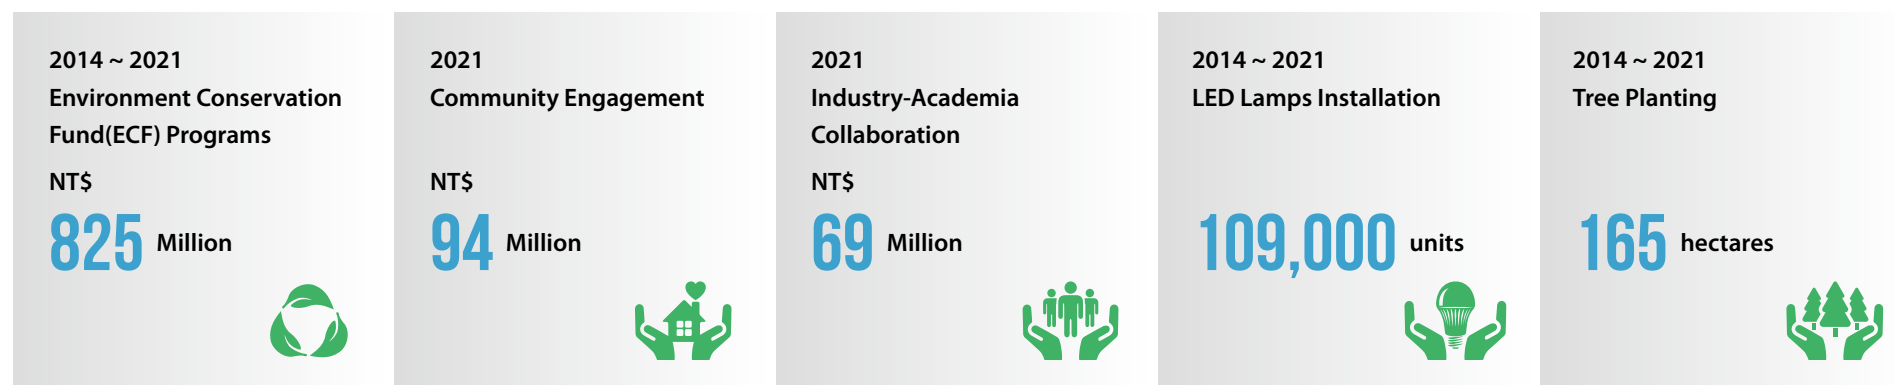 2014 ~ 2021
Environment Conservation
Fund(ECF) Programs
NT$
825 Million
2021
Community Engagement
NT$
94 Million
2021
Industry-Academia
Collaboration
NT$
69 Million
2014 ~ 2021
LED Lamps Installation
109,000 units
2014 ~ 2021
Tree Planting
165 hectares